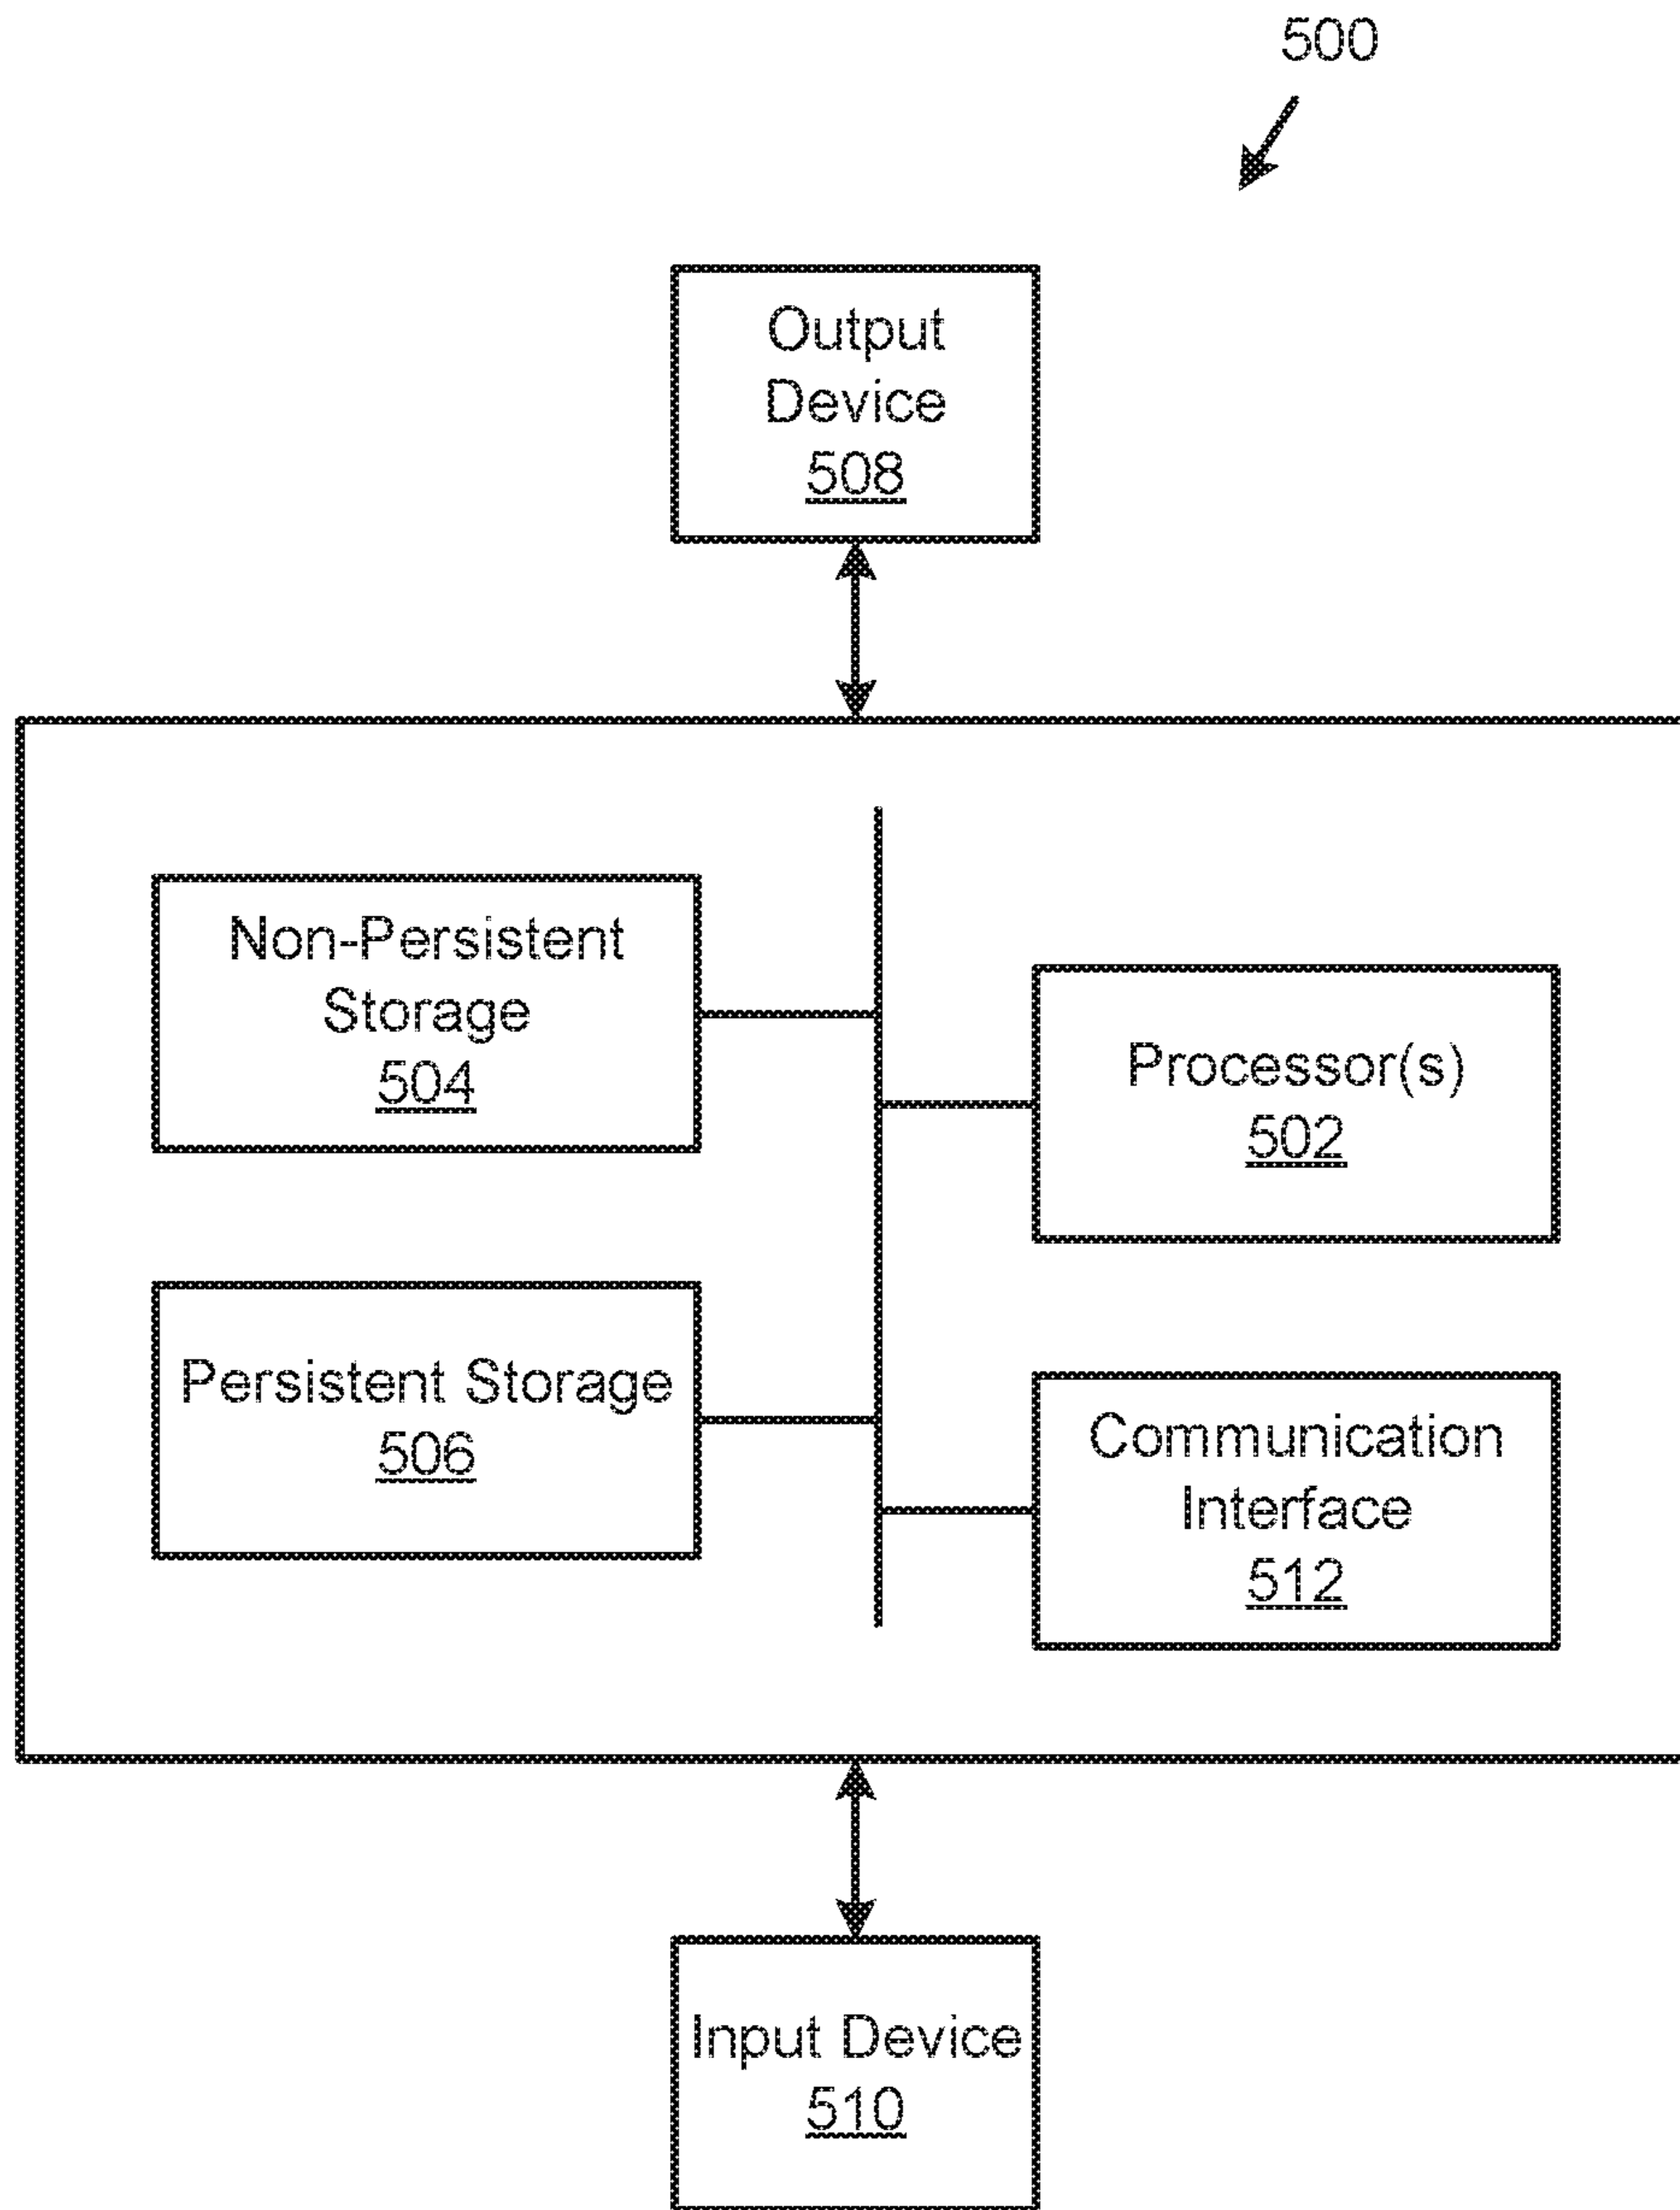 500
Output
Device
508
Non-Persistent
Storage
504
Processor(s)
502
Persistent Storage
506
Communication
Interface
512
Input Device
510